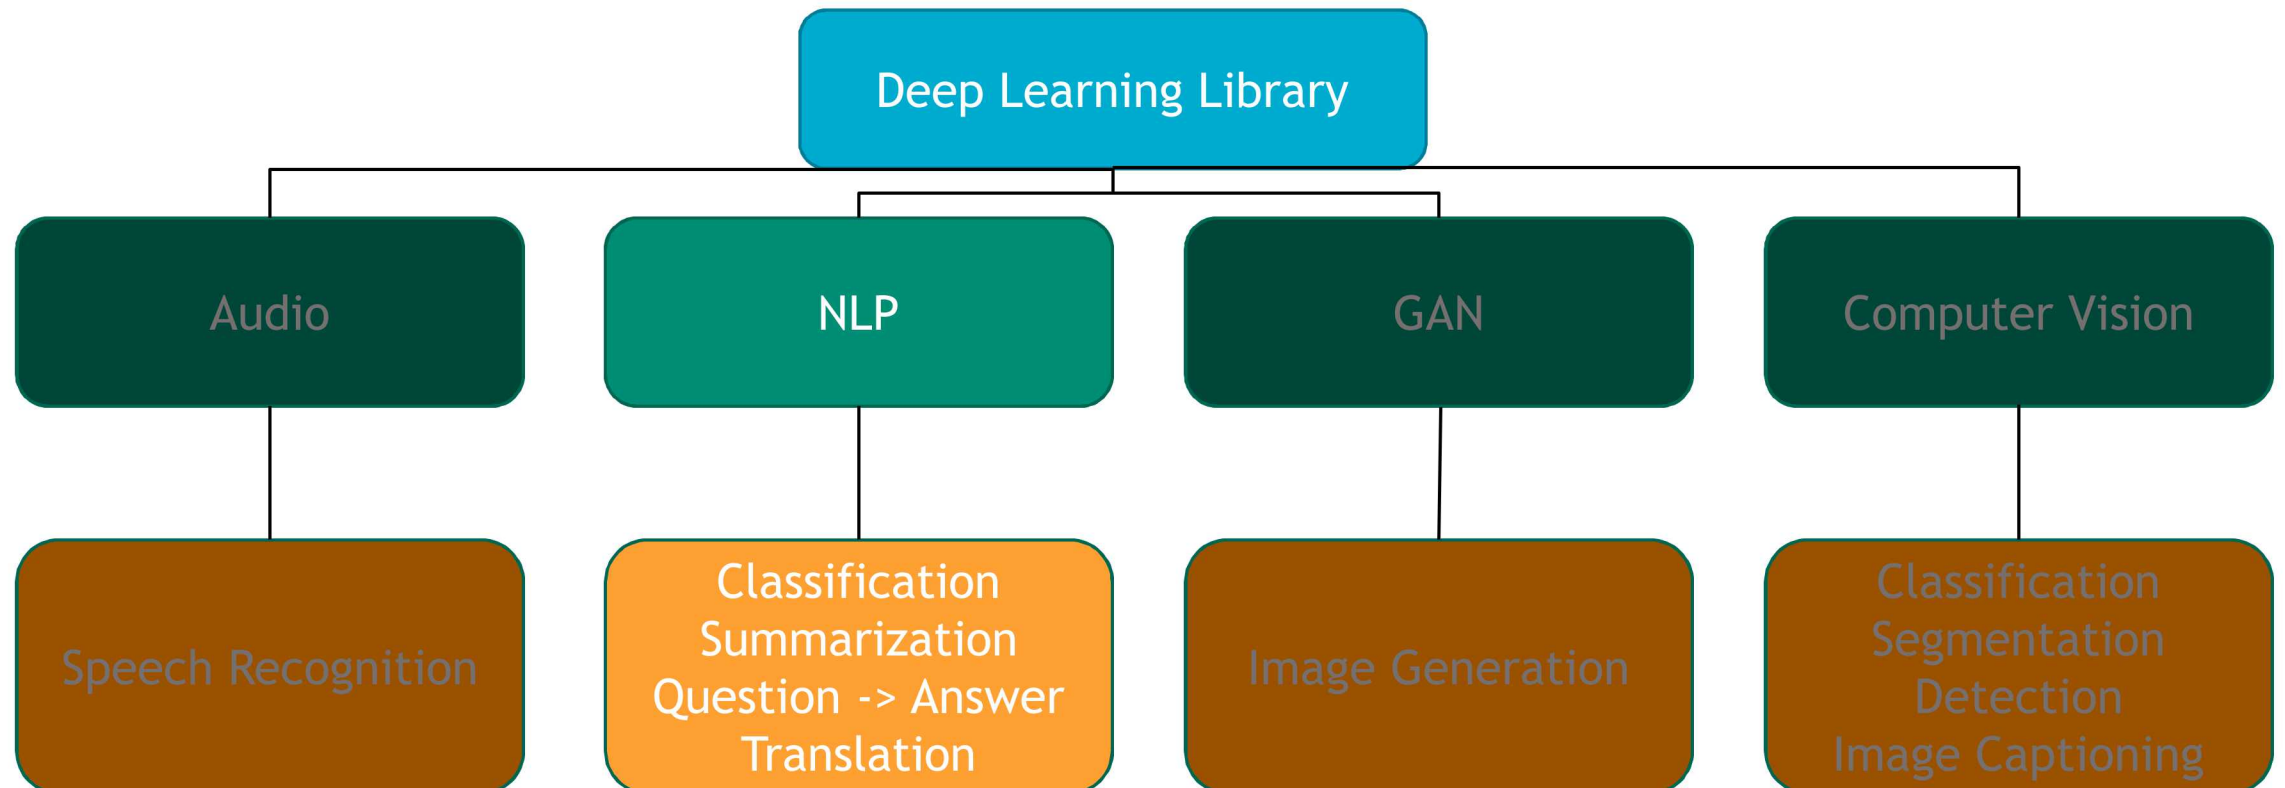 Deep Learning Library
Audio
NLP
GAN
Computer Vision
Speech Recognition
Classification
Summarization
Question -> Answer
Translation
Image Generation
Classification
Segmentation
Detection
Image Captioning